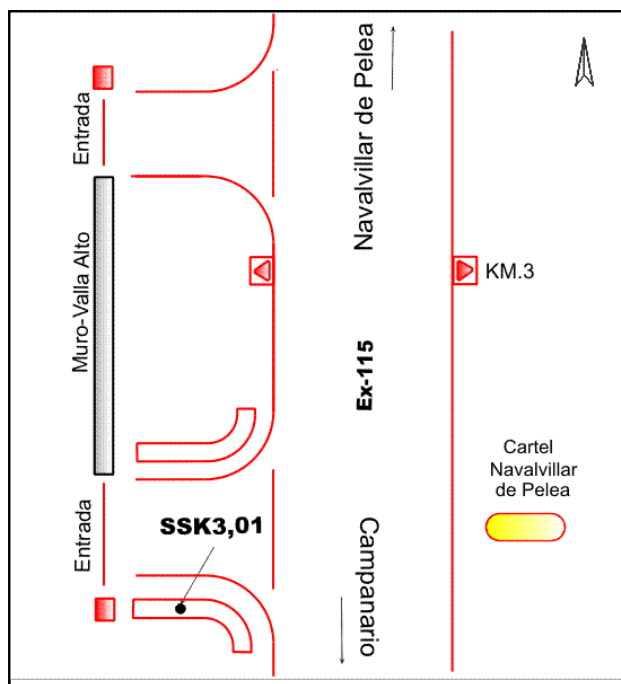 Entrada
Navalvillar de Pelea
Muro-Valla Alto
KM.3
Ex-115
Cartel
Navalvillar
de Pelea
Entrada
SSK3,01
Campanario